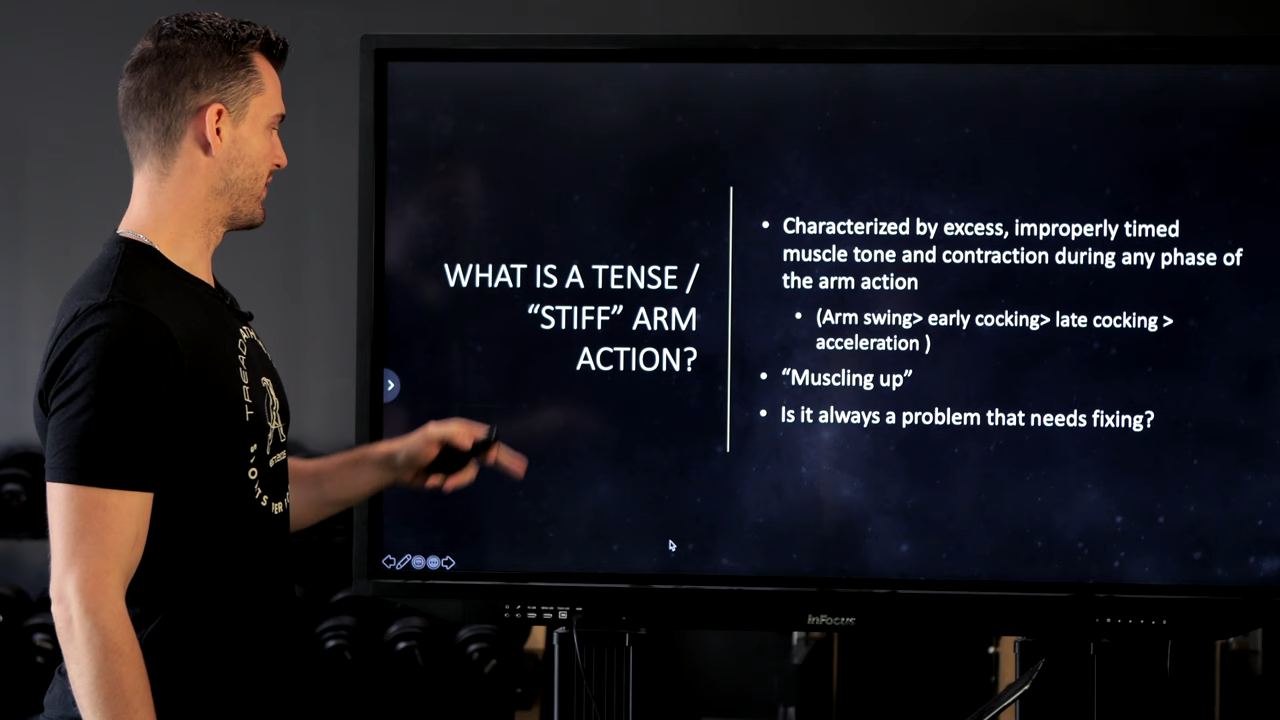 WHAT IS A TENSE /
“STIFF” ARM
ACTION?
• Characterized by excess, improperly timed
muscle tone and contraction during any phase of
the arm action
• (Arm swing> early cocking> late cocking >
acceleration )
• “Muscling up”
• Is it always a problem that needs fixing?
InFocus